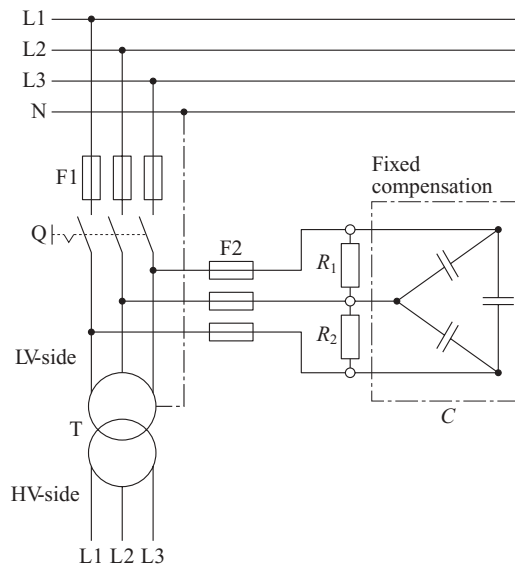 L1
L2
L3
N
F1
Fixed
compensation
Q
F2
R1
R2
LV-side
T
C
HV-side
L1 L2 L3